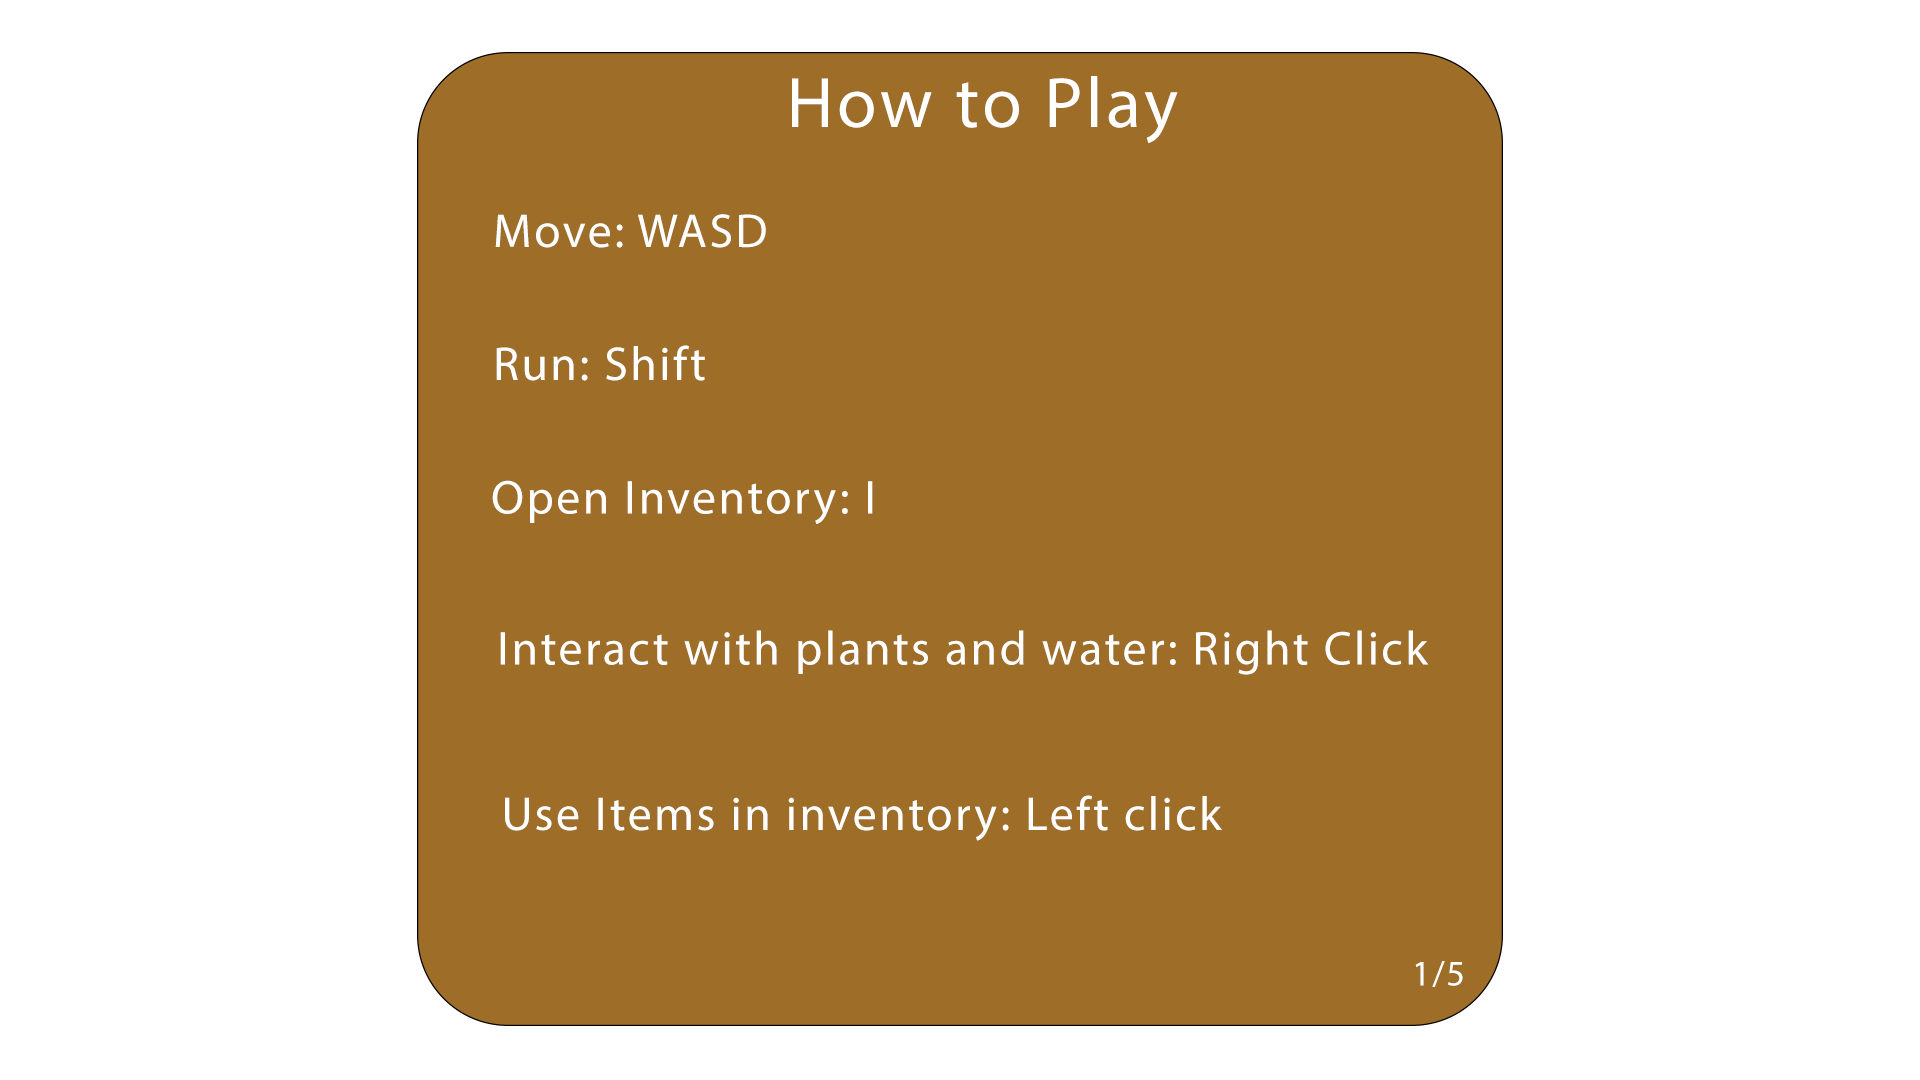 How to Play
Move: WASD
Run: Shift
Open Inventory: I
Interact with plants and water: Right Click
Use Items in inventory: Left click
1/5